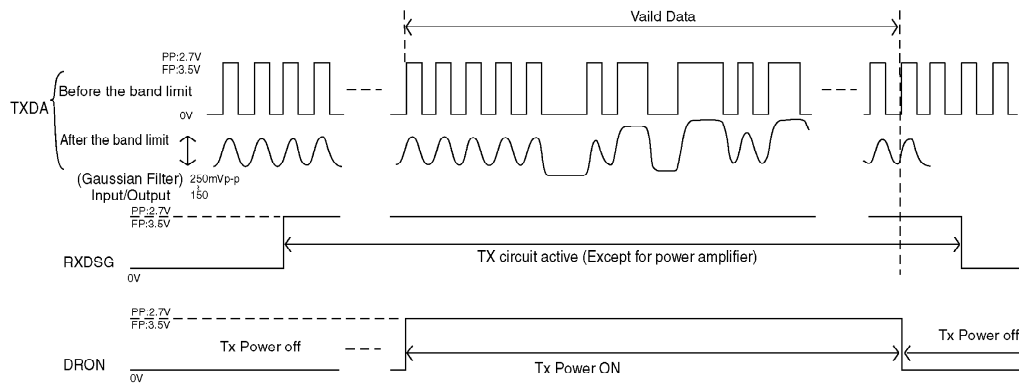 Vaild Data
PP:2.7V
FP:3.5V
Before the band limit
0V
TXDA
After the band limit
(Gaussian Filter) 250mVp-p
Input/Output 150
PP:2.7V
FP:3.5V
TX circuit active (Except for power amplifier)
RXDSG
0V
PP:2.7V
FP:3.5V
Tx Power off
Tx Power off
DRON
Tx Power ON
0V